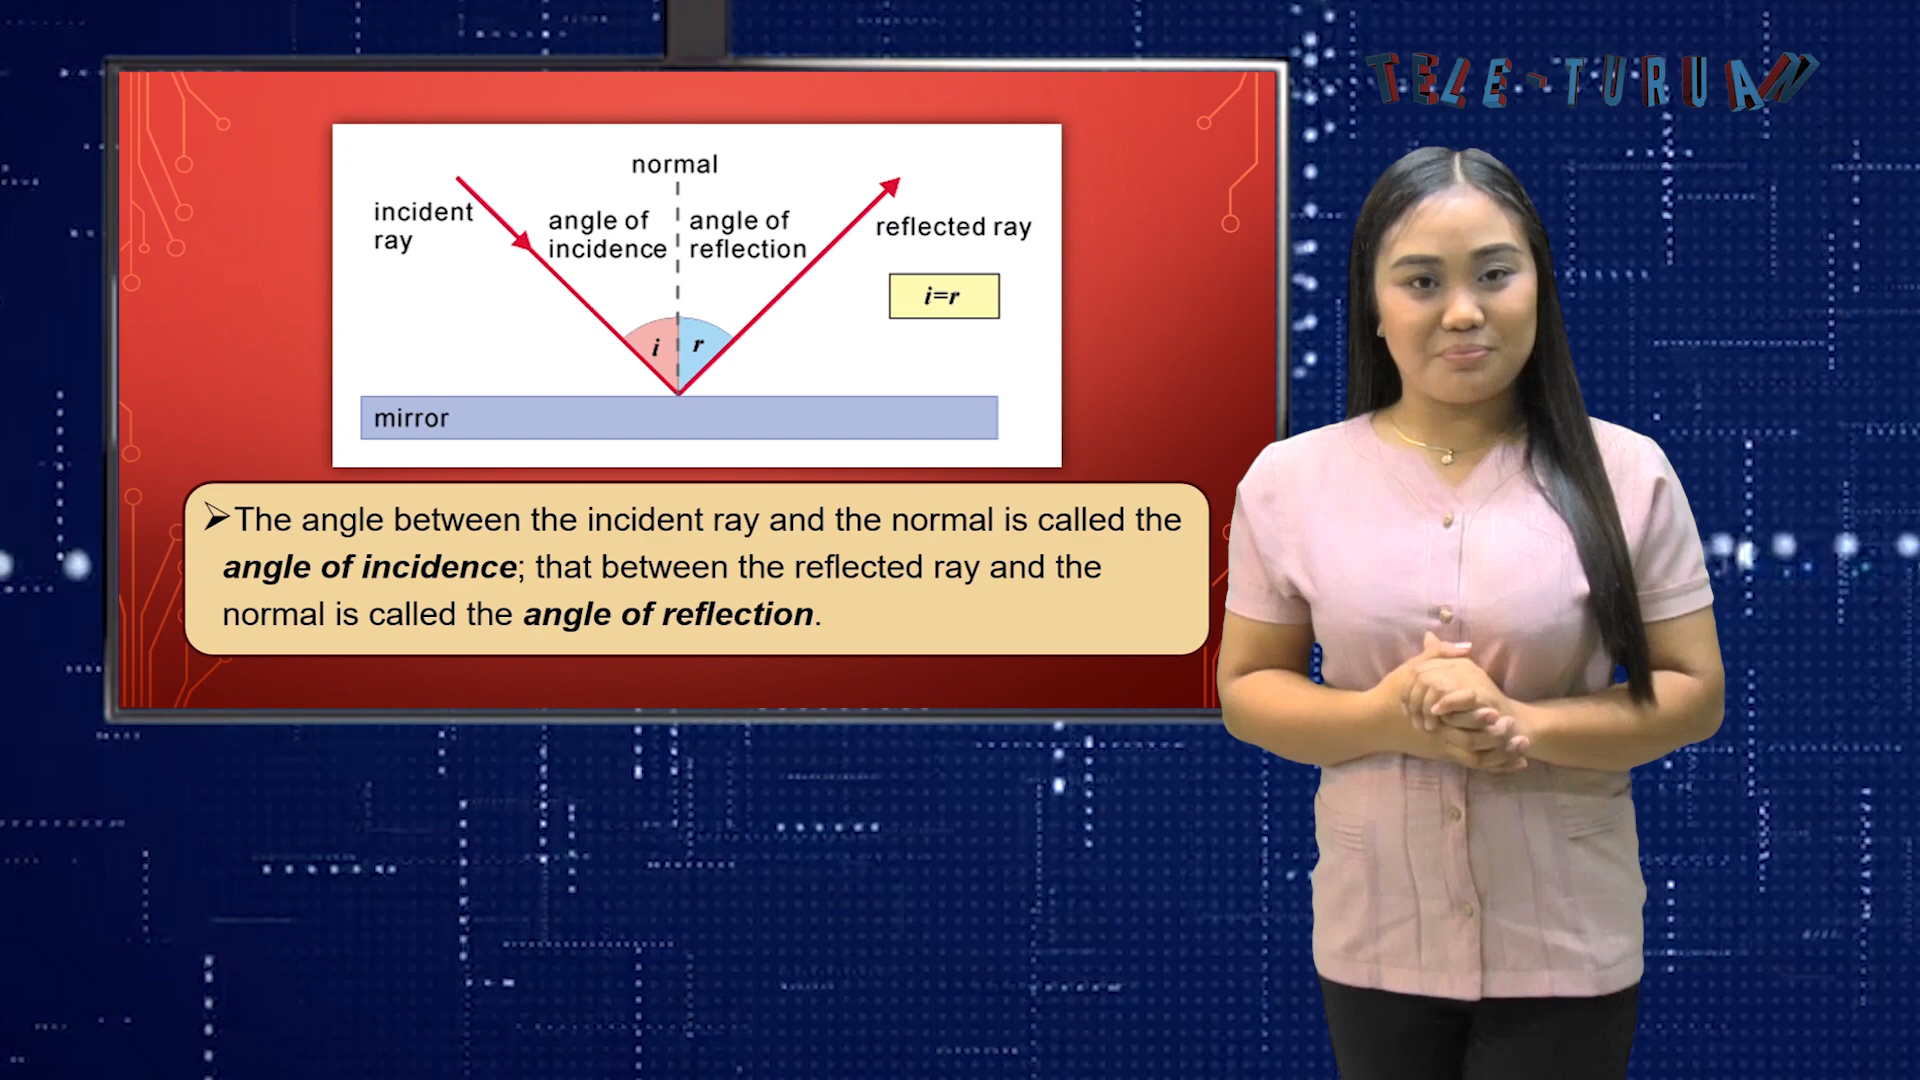 TELE-TURUAN
normal
incident
ray
angle of
incidence
angle of
reflection
reflected ray
i=r
i
r
mirror
➢The angle between the incident ray and the normal is called the
angle of incidence; that between the reflected ray and the
normal is called the angle of reflection.